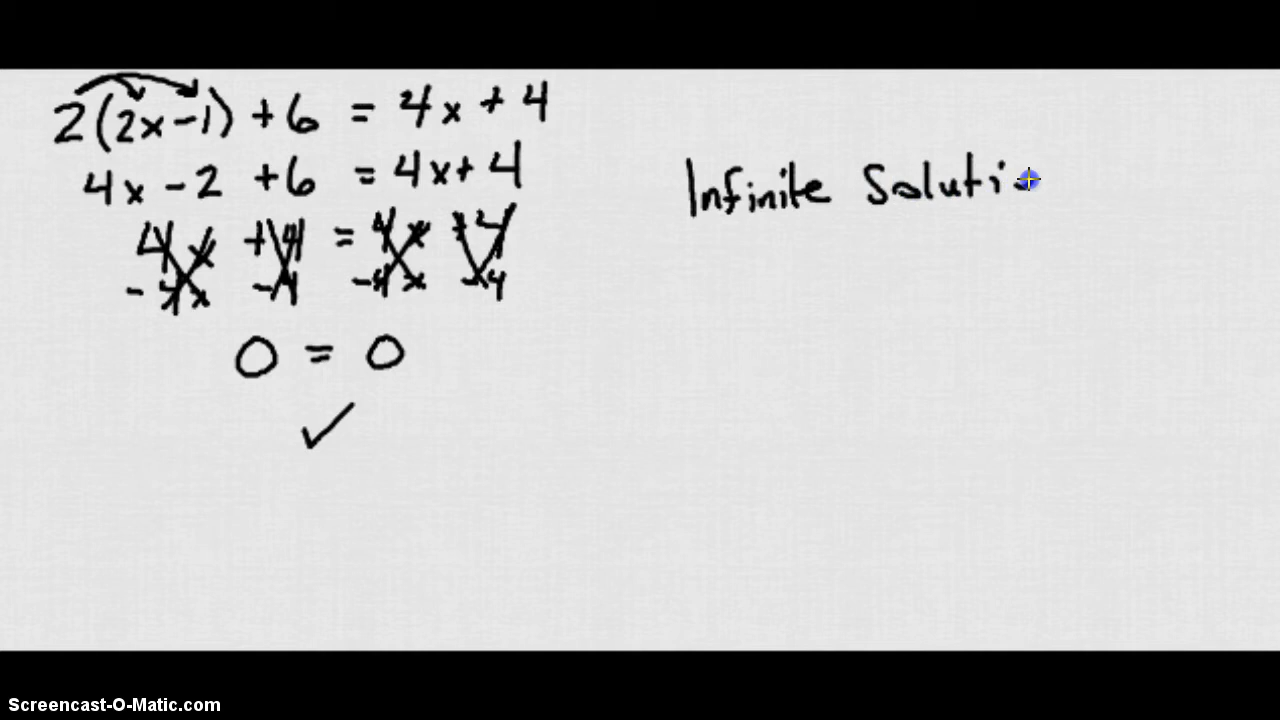 2(2x-1) +6 = 4x + 4
4x - 2 +6 = 4x+ 4
4x +4 = 4x +4
- 4x -4 -4x -4
0 = 0
✓
Infinite Soluti
Screencast-O-Matic.com